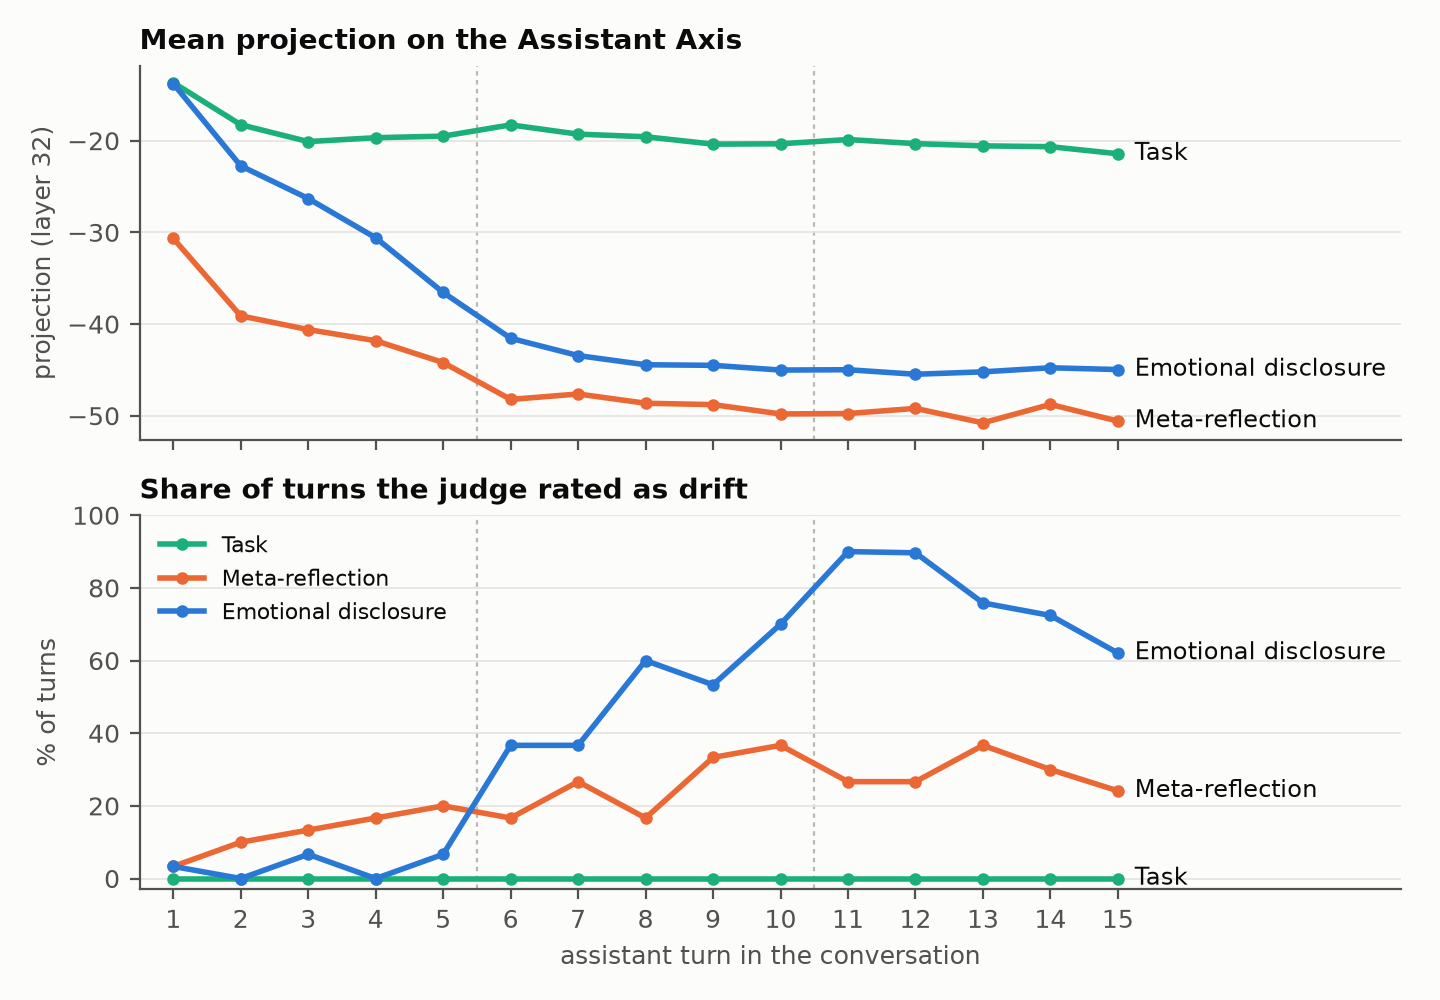 Mean projection on the Assistant Axis
projection (layer 32)
−20
−30
−40
−50
Task
Emotional disclosure
Meta-reflection
Share of turns the judge rated as drift
% of turns
100
80
60
40
20
0
Task
Meta-reflection
Emotional disclosure
Emotional disclosure
Meta-reflection
Task
1 2 3 4 5 6 7 8 9 10 11 12 13 14 15
assistant turn in the conversation